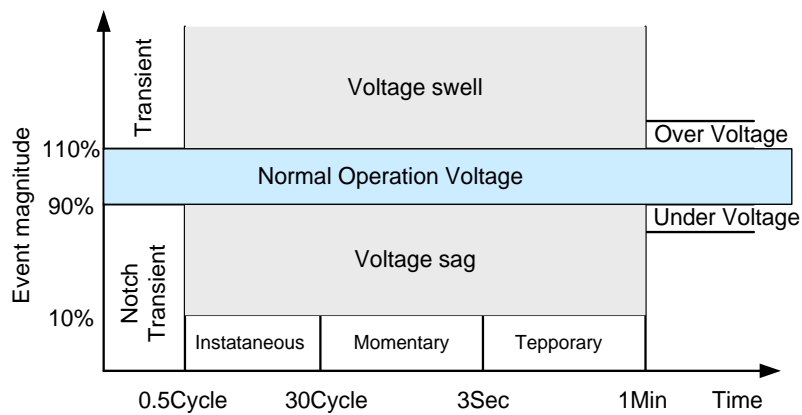 Event magnitude
Transient
Voltage swell
Over Voltage
110%
Normal Operation Voltage
90%
Under Voltage
Notch
Transient
Voltage sag
10%
Instataneous
Momentary
Tepporary
0.5Cycle
30Cycle
3Sec
1Min
Time